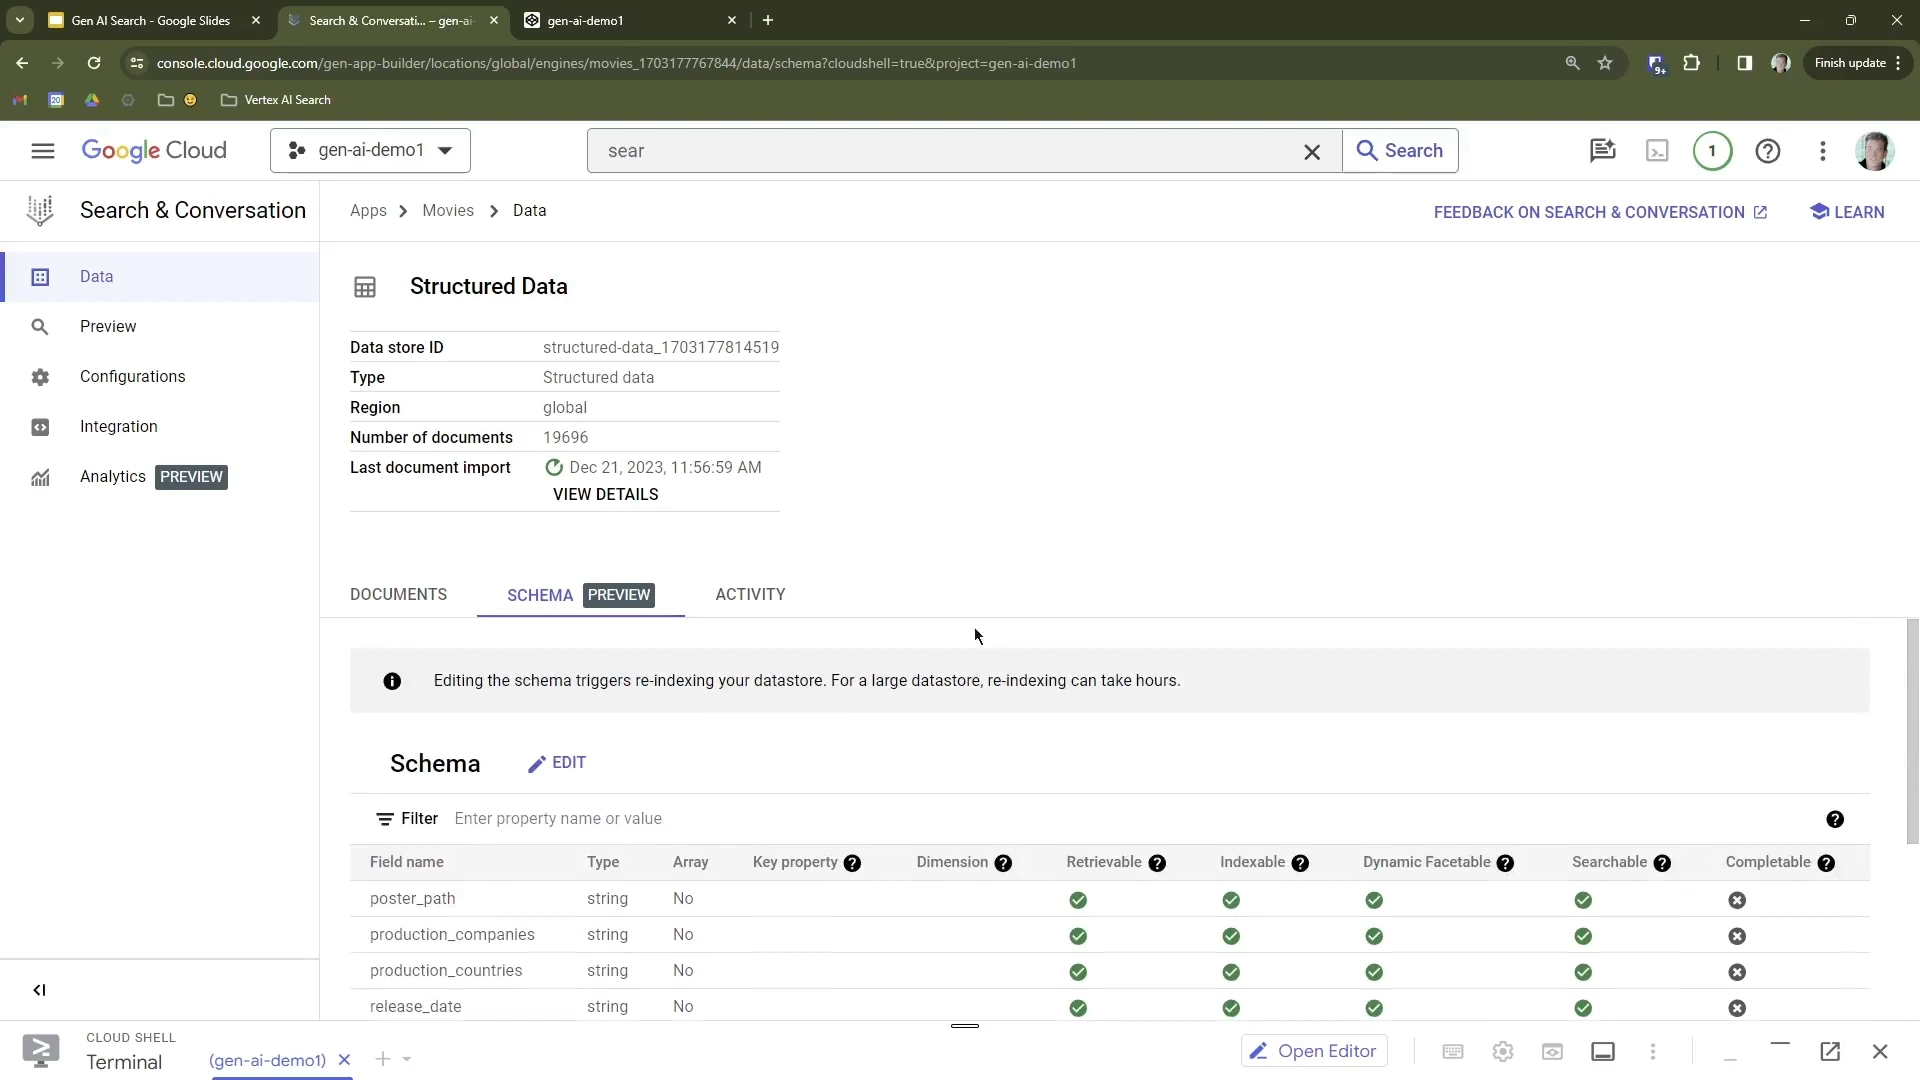 Gen AI Search - Google Slides
Search & Conversati... – gen-ai-
gen-ai-demo1
console.cloud.google.com/gen-app-builder/locations/global/engines/movies_1703177767844/data/schema?cloudshell=true&project=gen-ai-demo1
9+
Finish update
20
Vertex AI Search
Google Cloud
gen-ai-demo1
sear
Search
1
Search & Conversation
Apps
Movies
Data
FEEDBACK ON SEARCH & CONVERSATION
LEARN
Data
Preview
Configurations
Integration
Analytics PREVIEW
Structured Data
Data store ID structured-data_1703177814519
Type Structured data
Region global
Number of documents 19696
Last document import Dec 21, 2023, 11:56:59 AM
VIEW DETAILS
DOCUMENTS
SCHEMA PREVIEW
ACTIVITY
Editing the schema triggers re-indexing your datastore. For a large datastore, re-indexing can take hours.
Schema
EDIT
Filter Enter property name or value
Field name Type Array Key property Dimension Retrievable Indexable Dynamic Facetable Searchable Completable
poster_path string No
production_companies string No
production_countries string No
release_date string No
CLOUD SHELL
Terminal
(gen-ai-demo1)
Open Editor